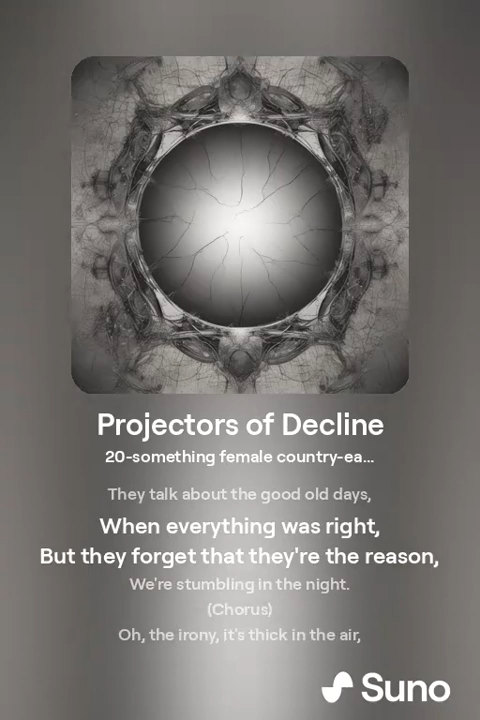 Projectors of Decline
20-something female country-ea...
They talk about the good old days,
When everything was right,
But they forget that they're the reason,
We're stumbling in the night.
(Chorus)
Oh, the irony, it's thick in the air,
Suno